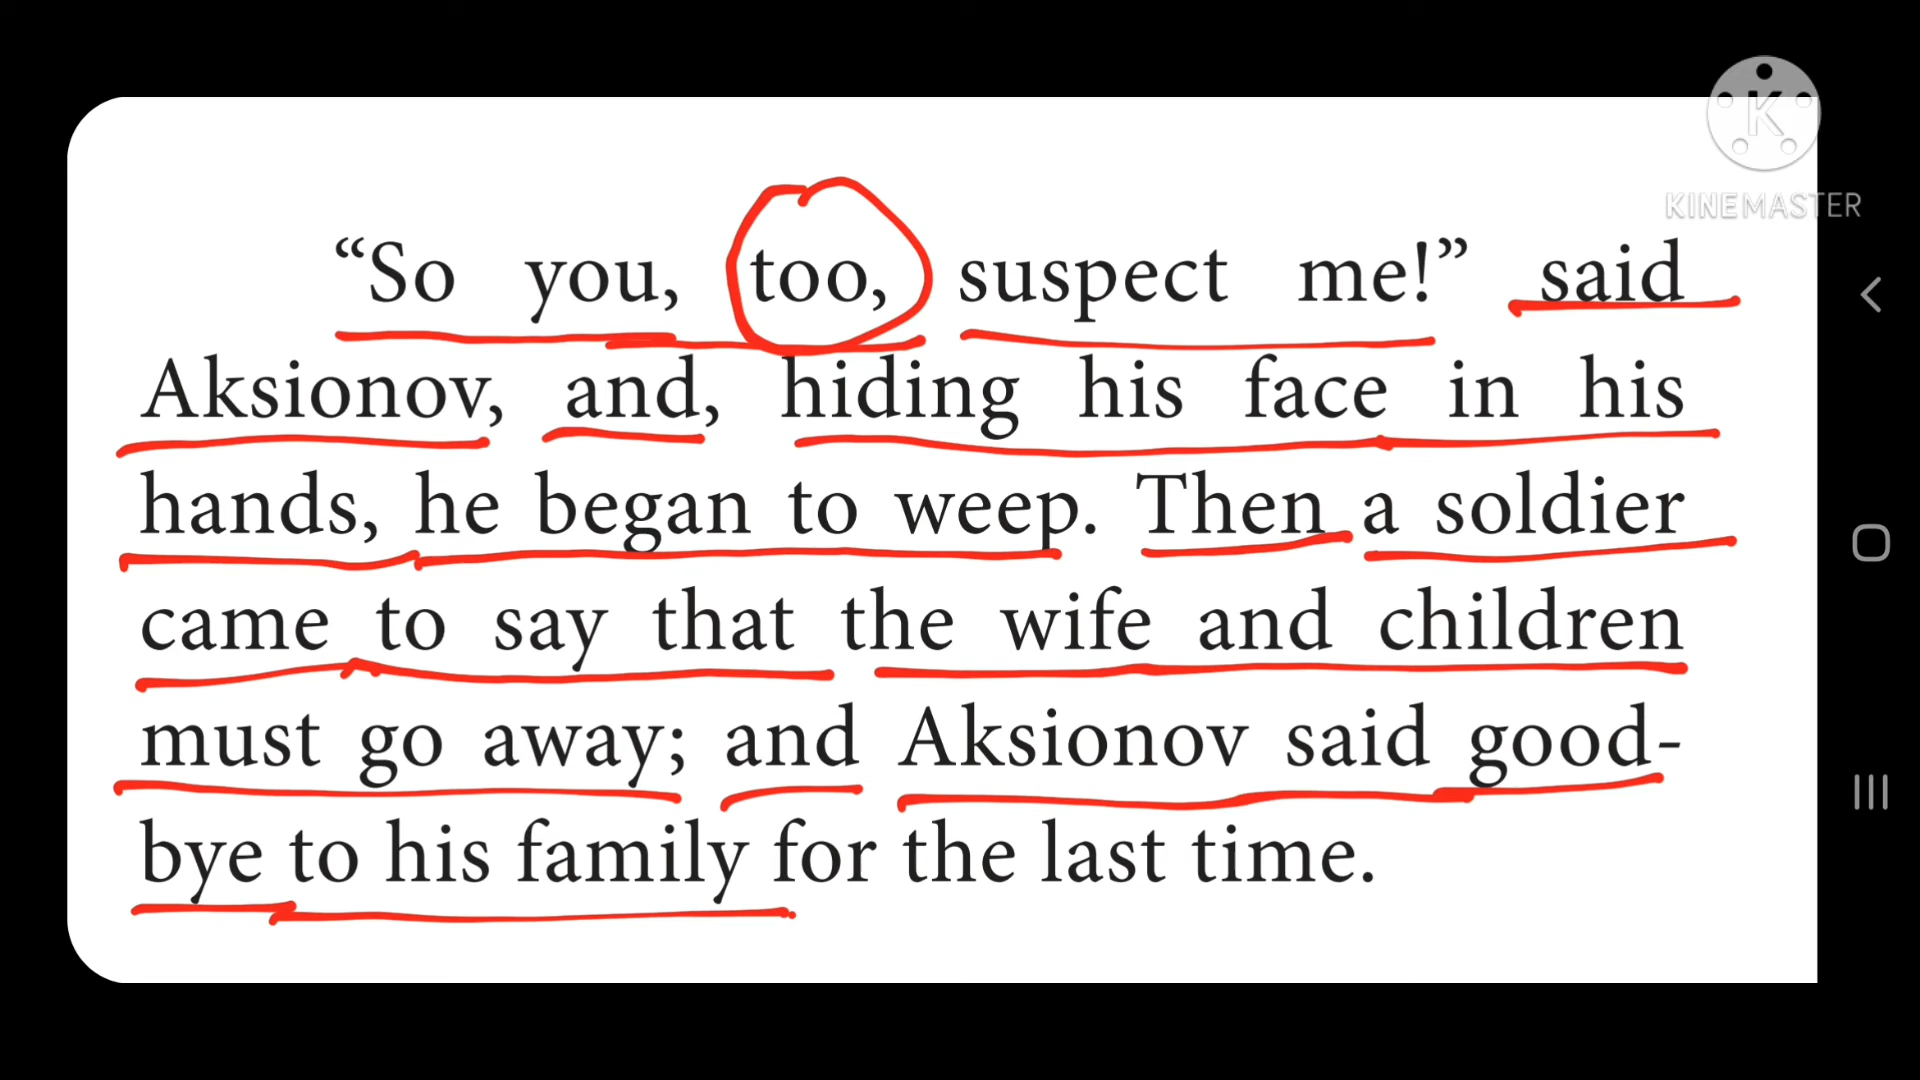 KINEMASTER
“So you, too, suspect me!” said
Aksionov, and, hiding his face in his
hands, he began to weep. Then a soldier
came to say that the wife and children
must go away; and Aksionov said good-
bye to his family for the last time.